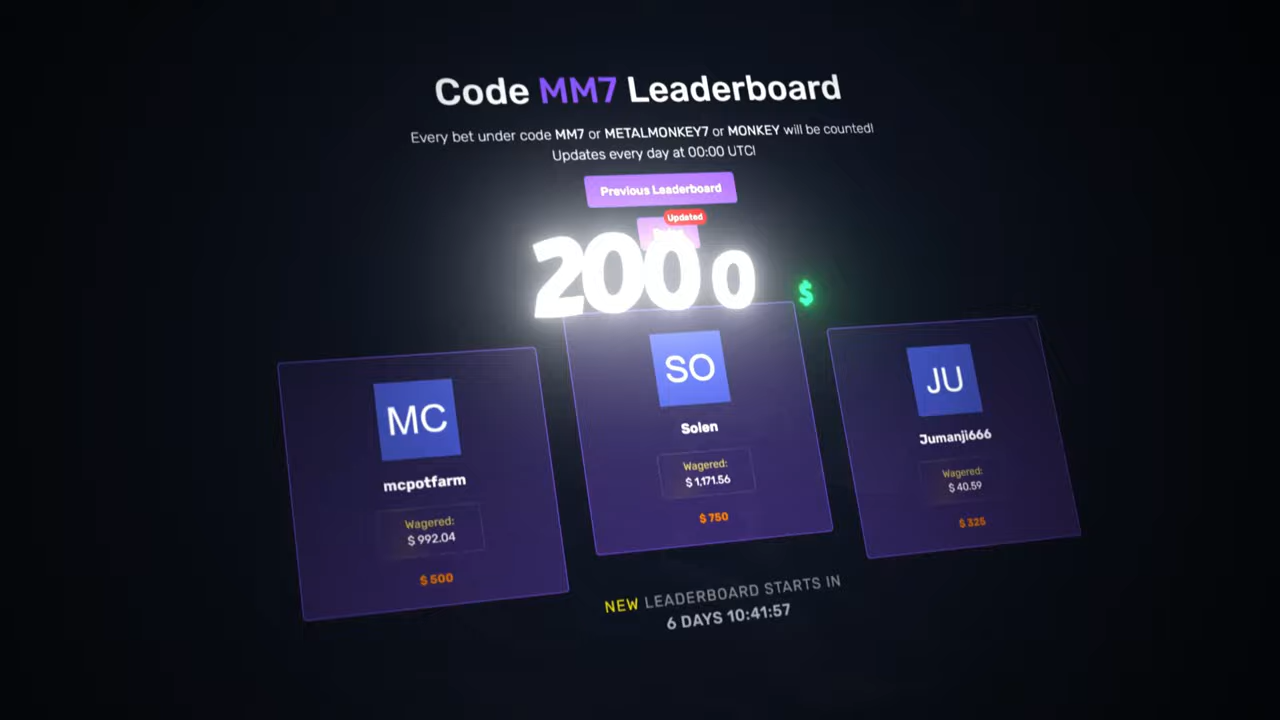 Code MM7 Leaderboard
Every bet under code MM7 or METALMONKEY7 or MONKEY will be counted!
Updates every day at 00:00 UTC!
Previous Leaderboard
Updated
2000 $
MC
mcpotfarm
Wagered:
$ 992.04
$ 500
SO
Solen
Wagered:
$ 1,171.56
$ 750
JU
Jumanji666
Wagered:
$ 40.59
$ 325
NEW LEADERBOARD STARTS IN
6 DAYS 10:41:57